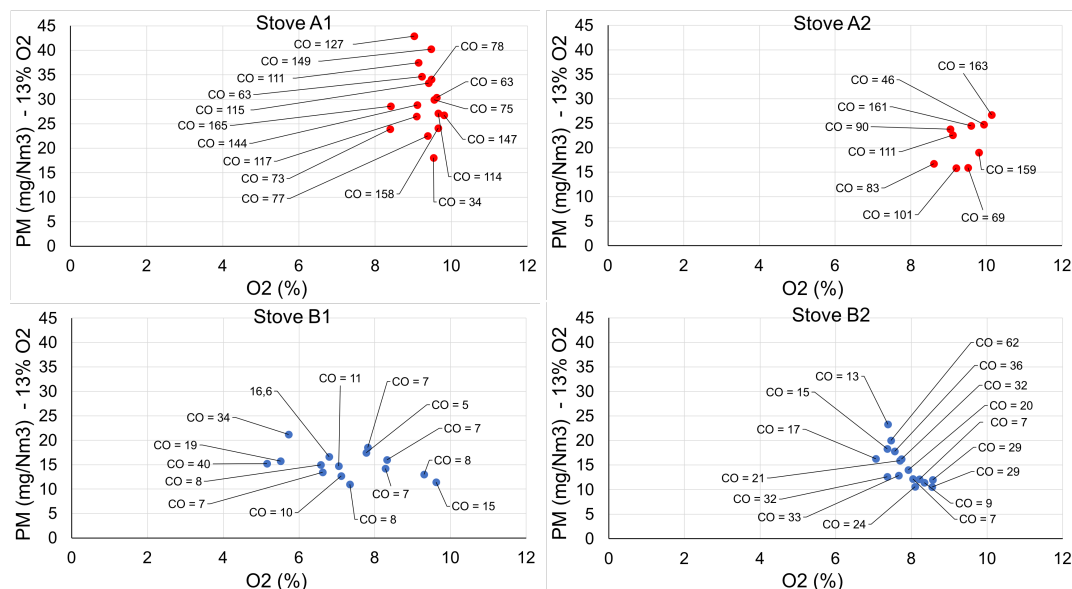 Stove A1
PM (mg/Nm3) - 13% O2
45
40
35
30
25
20
15
10
5
0
CO = 127
CO = 149
CO = 111
CO = 63
CO = 115
CO = 165
CO = 144
CO = 117
CO = 73
CO = 77
CO = 158
CO = 78
CO = 63
CO = 75
CO = 147
CO = 114
CO = 34
0 2 4 6 8 10 12
O2 (%)
Stove A2
PM (mg/Nm3) - 13% O2
45
40
35
30
25
20
15
10
5
0
CO = 163
CO = 46
CO = 161
CO = 90
CO = 111
CO = 159
CO = 83
CO = 101
CO = 69
0 2 4 6 8 10 12
O2 (%)
Stove B1
PM (mg/Nm3) - 13% O2
45
40
35
30
25
20
15
10
5
0
CO = 11
CO = 7
16,6
CO = 5
CO = 34
CO = 7
CO = 19
CO = 40
CO = 8
CO = 8
CO = 7
CO = 7
CO = 10
CO = 15
CO = 8
0 2 4 6 8 10 12
O2 (%)
Stove B2
PM (mg/Nm3) - 13% O2
45
40
35
30
25
20
15
10
5
0
CO = 62
CO = 36
CO = 13
CO = 32
CO = 15
CO = 20
CO = 7
CO = 17
CO = 29
CO = 21
CO = 29
CO = 32
CO = 9
CO = 33
CO = 24
CO = 7
0 2 4 6 8 10 12
O2 (%)